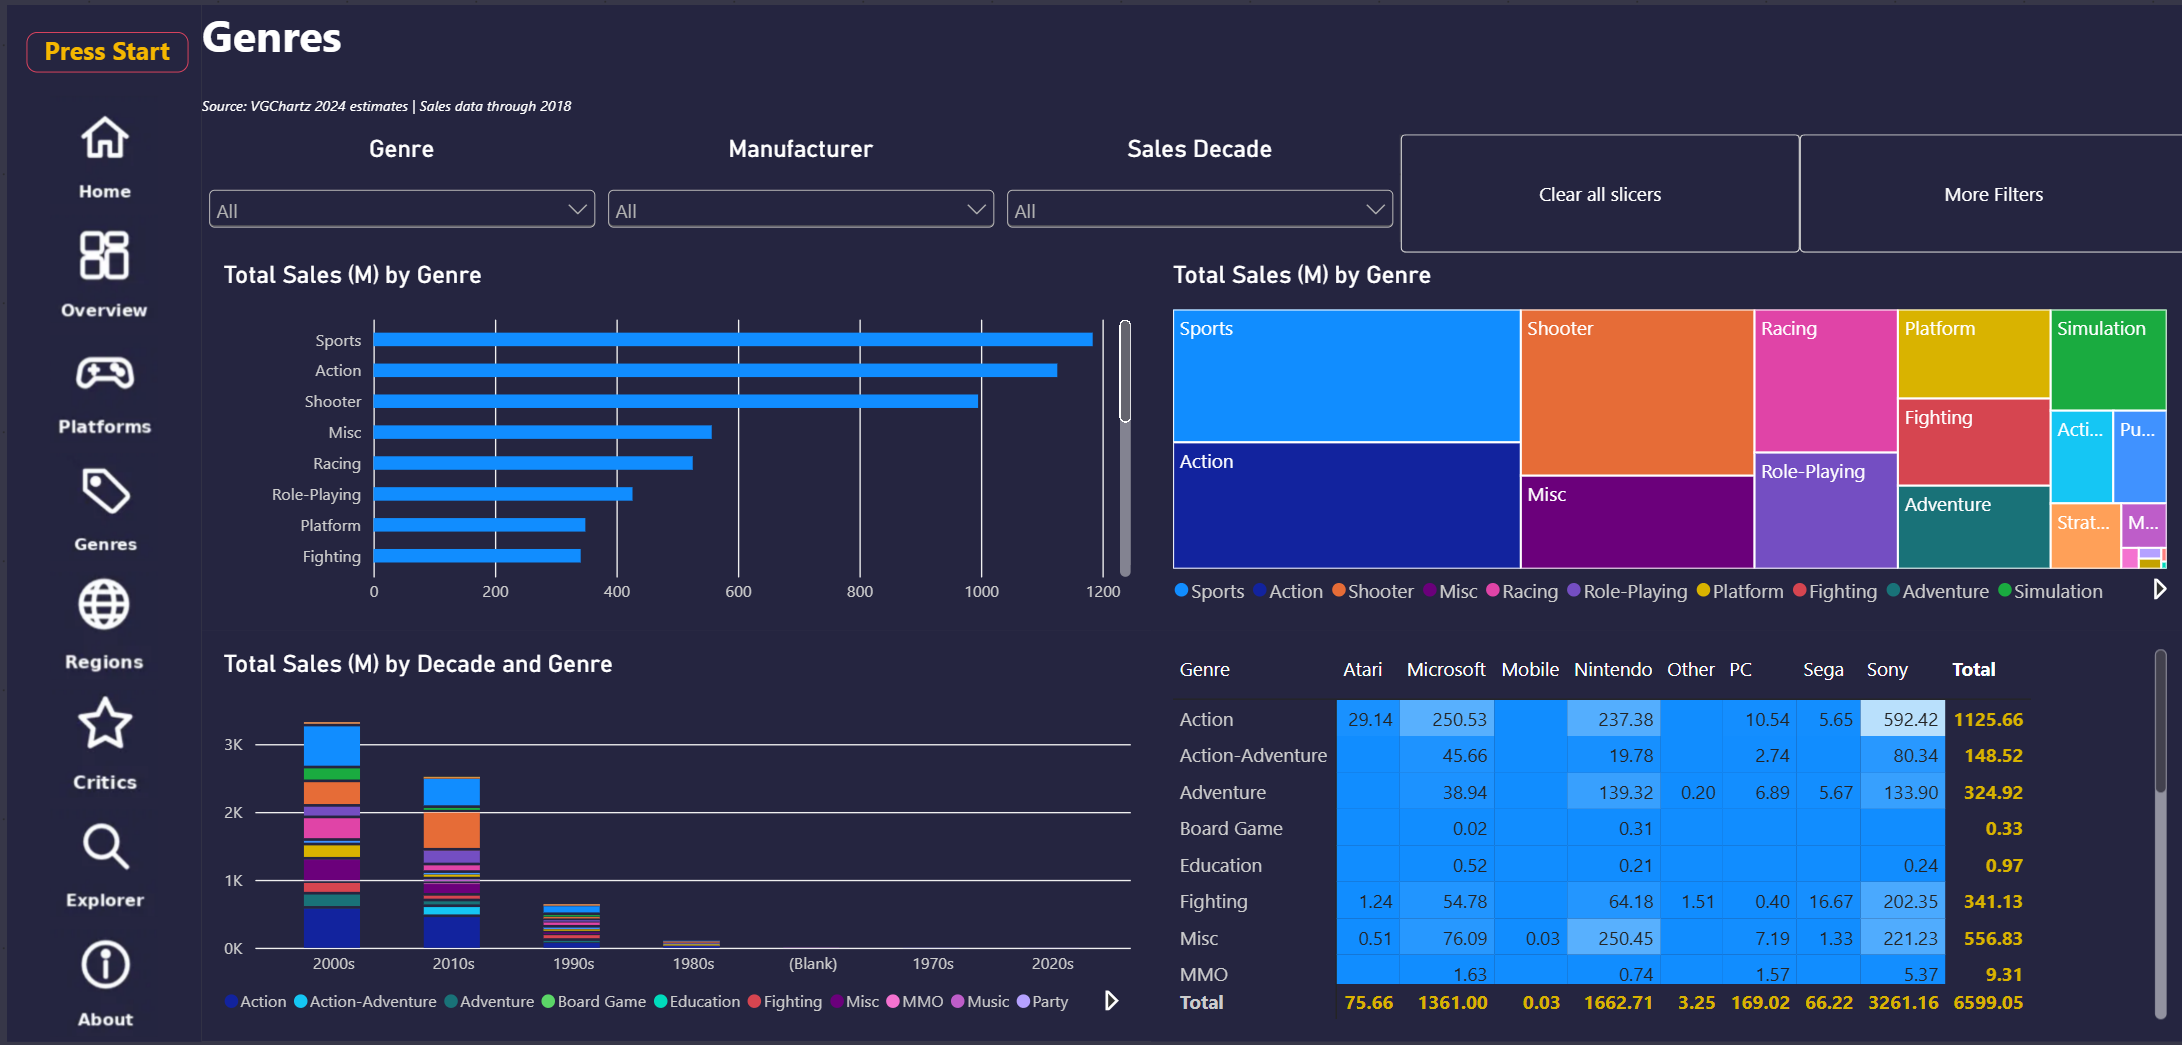 Press Start
Genres
Source: VGChartz 2024 estimates | Sales data through 2018
Home
Overview
Platforms
Genres
Regions
Critics
Explorer
About
Genre
Manufacturer
Sales Decade
All
All
All
Clear all slicers
More Filters
Total Sales (M) by Genre
Sports
Action
Shooter
Misc
Racing
Role-Playing
Platform
Fighting
0 200 400 600 800 1000 1200
Total Sales (M) by Genre
Sports
Action
Shooter
Misc
Racing
Role-Playing
Platform
Fighting
Adventure
Simulation
Acti...
Pu...
Strat...
M...
Sports Action Shooter Misc Racing Role-Playing Platform Fighting Adventure Simulation
Total Sales (M) by Decade and Genre
3K
2K
1K
0K
2000s 2010s 1990s 1980s (Blank) 1970s 2020s
Action Action-Adventure Adventure Board Game Education Fighting Misc MMO Music Party
Genre Atari Microsoft Mobile Nintendo Other PC Sega Sony Total
Action 29.14 250.53 237.38 10.54 5.65 592.42 1125.66
Action-Adventure 45.66 19.78 2.74 80.34 148.52
Adventure 38.94 139.32 0.20 6.89 5.67 133.90 324.92
Board Game 0.02 0.31 0.33
Education 0.52 0.21 0.24 0.97
Fighting 1.24 54.78 64.18 1.51 0.40 16.67 202.35 341.13
Misc 0.51 76.09 0.03 250.45 7.19 1.33 221.23 556.83
MMO 1.63 0.74 1.57 5.37 9.31
Total 75.66 1361.00 0.03 1662.71 3.25 169.02 66.22 3261.16 6599.05